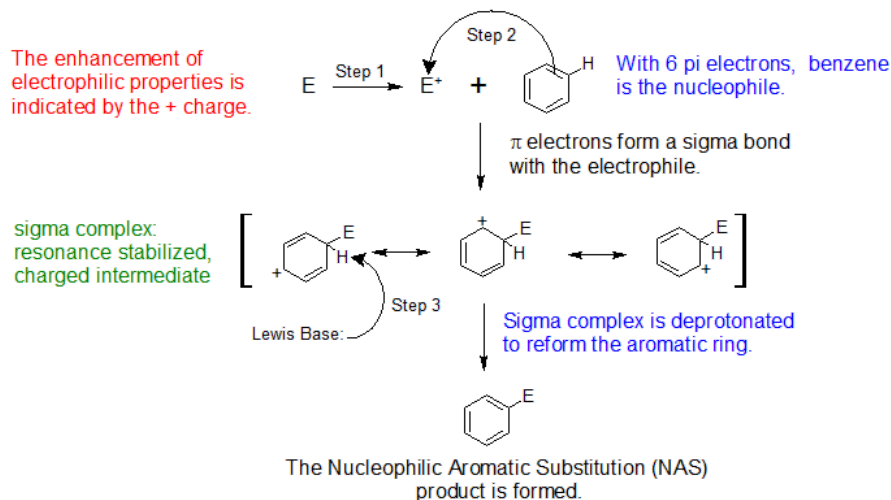 The enhancement of
electrophilic properties is
indicated by the + charge.
E
Step 1
E+
+
Step 2
H
With 6 pi electrons, benzene
is the nucleophile.
π electrons form a sigma bond
with the electrophile.
sigma complex:
resonance stabilized,
charged intermediate
E
H
+
+
E
H
E
H
+
Lewis Base:
Step 3
Sigma complex is deprotonated
to reform the aromatic ring.
E
The Nucleophilic Aromatic Substitution (NAS)
product is formed.